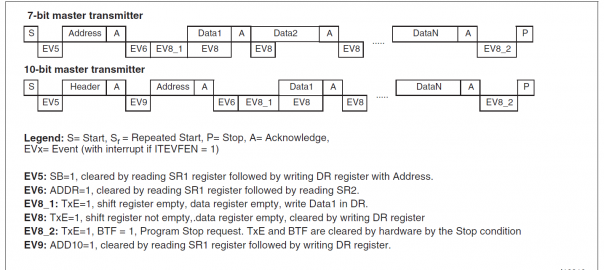 7-bit master transmitter
S Address A Data1 A Data2 A ..... DataN A P
EV5 EV6 EV8_1 EV8 EV8 EV8 EV8_2
10-bit master transmitter
S Header A Address A Data1 A ..... DataN A P
EV5 EV9 EV6 EV8_1 EV8 EV8 EV8_2
Legend: S= Start, Sr = Repeated Start, P= Stop, A= Acknowledge,
EVx= Event (with interrupt if ITEVFEN = 1)
EV5: SB=1, cleared by reading SR1 register followed by writing DR register with Address.
EV6: ADDR=1, cleared by reading SR1 register followed by reading SR2.
EV8_1: TxE=1, shift register empty, data register empty, write Data1 in DR.
EV8: TxE=1, shift register not empty,.data register empty, cleared by writing DR register
EV8_2: TxE=1, BTF = 1, Program Stop request. TxE and BTF are cleared by hardware by the Stop condition
EV9: ADD10=1, cleared by reading SR1 register followed by writing DR register.